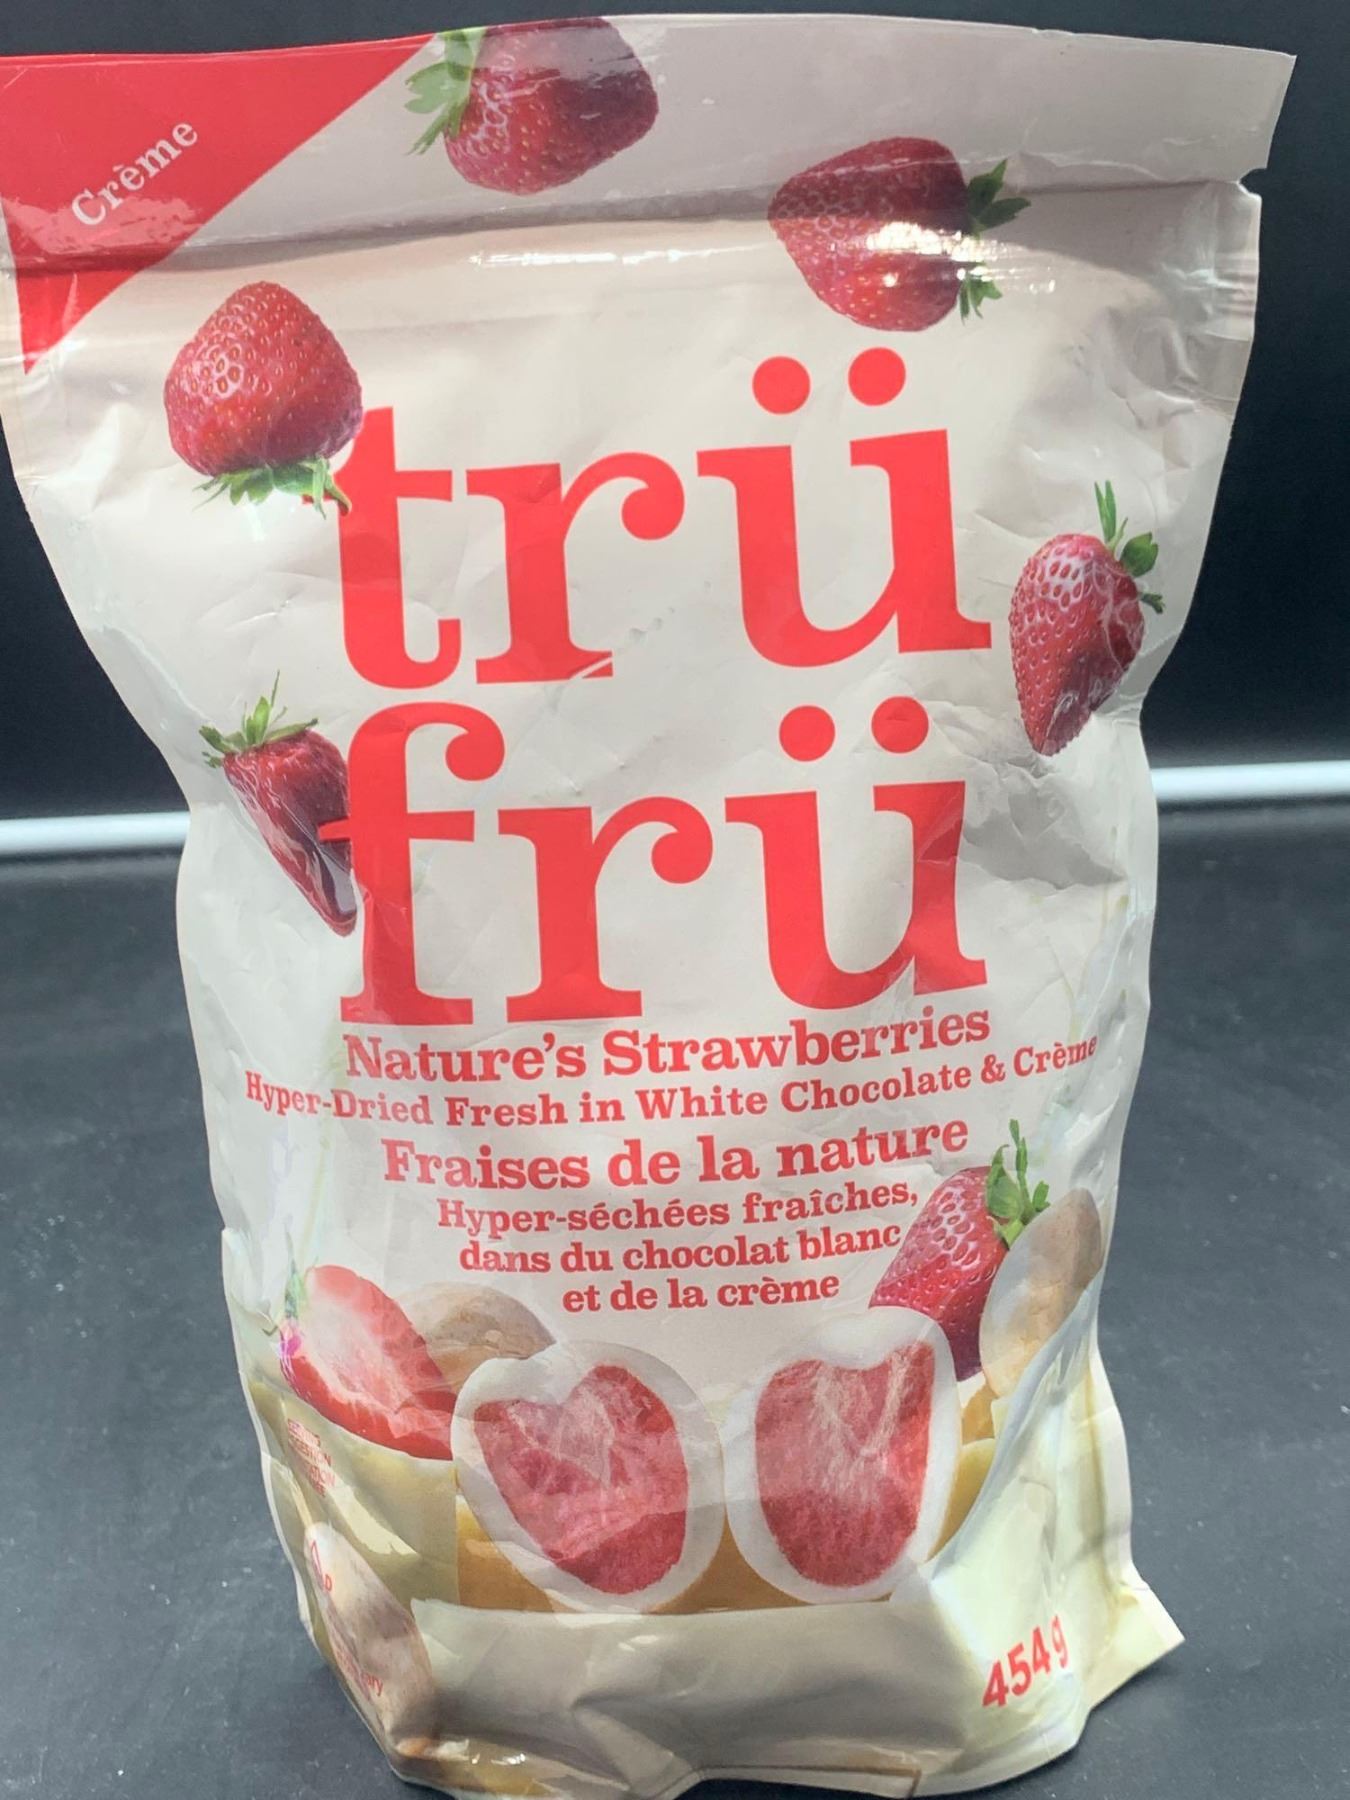 Crème
trü
frü
Nature's Strawberries
Hyper-Dried Fresh in White Chocolate & Crème
Fraises de la nature
Hyper-séchées fraîches,
dans du chocolat blanc
et de la crème
454 g